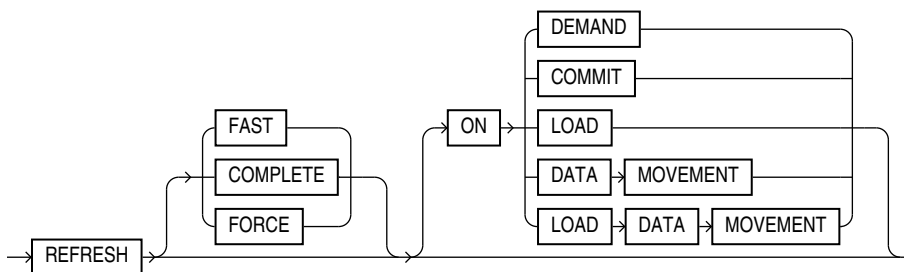 DEMAND
COMMIT
FAST ON LOAD
COMPLETE DATA MOVEMENT
FORCE LOAD DATA MOVEMENT
REFRESH